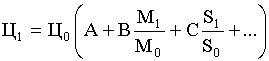 Ц₁ = Ц₀ (A + B M₁/M₀ + C S₁/S₀ + ...)